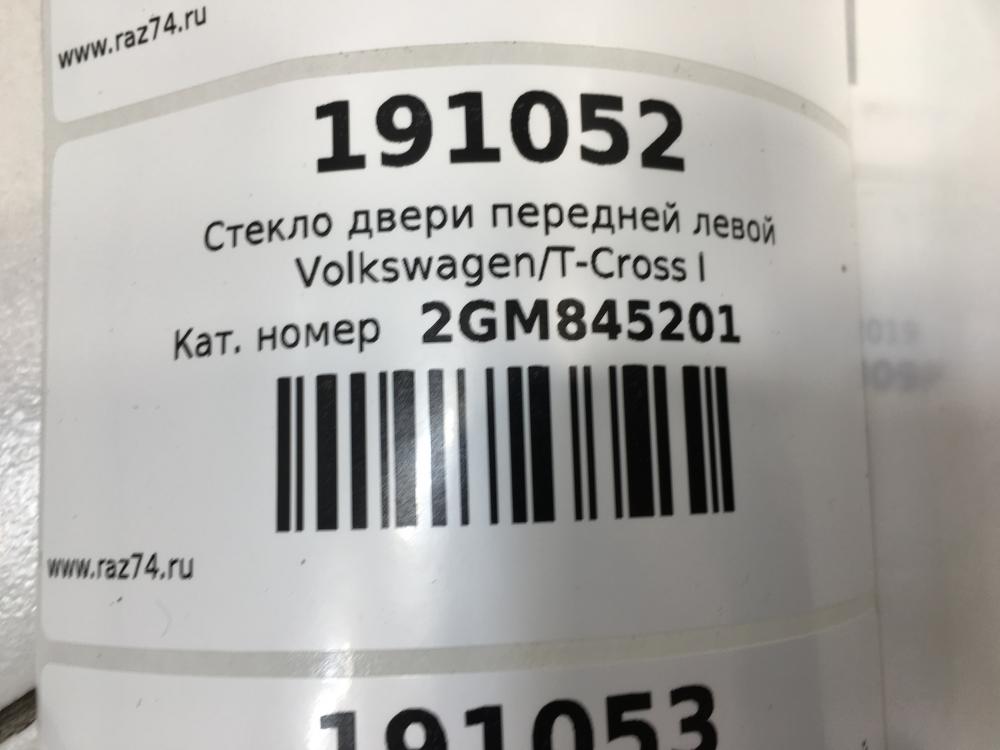 www.raz74.ru
191052
Стекло двери передней левой
Volkswagen/T-Cross I
Кат. номер 2GM845201
www.raz74.ru
191053